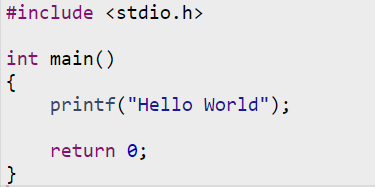 #include <stdio.h>
int main()
{
    printf("Hello World");
    return 0;
}